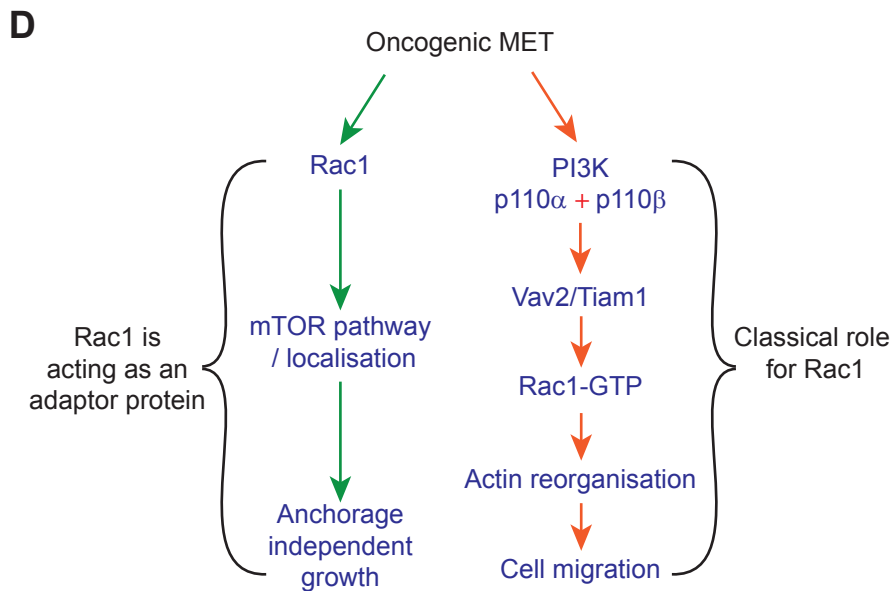 D
Oncogenic MET
Rac1
PI3K
p110α + p110β
Vav2/Tiam1
mTOR pathway
/ localisation
Rac1 is
acting as an
adaptor protein
Classical role
for Rac1
Rac1-GTP
Actin reorganisation
Anchorage
independent
growth
Cell migration